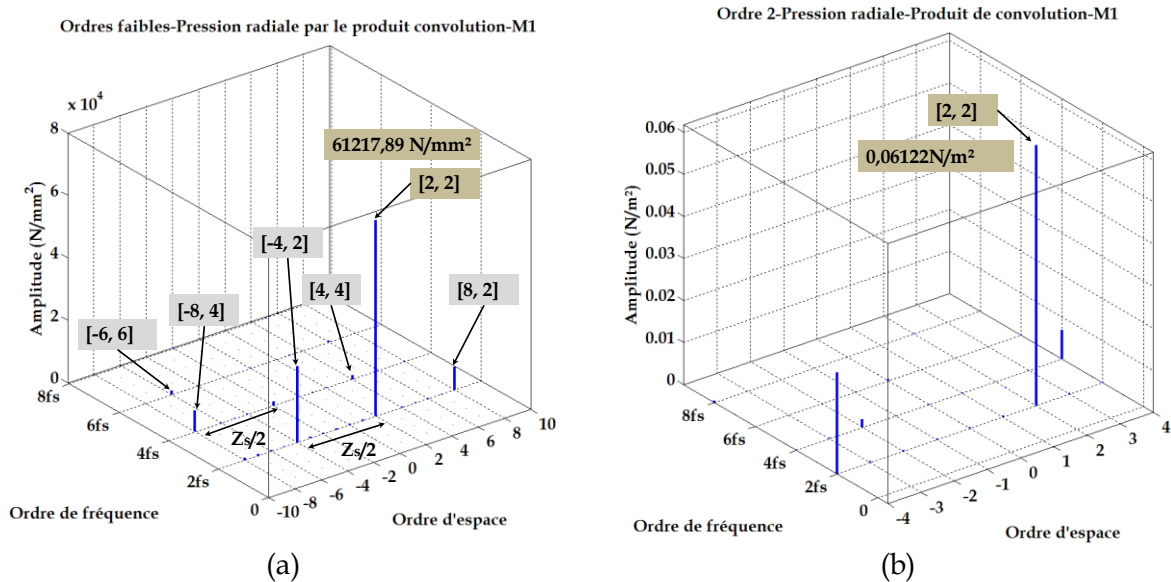 Ordres faibles-Pression radiale par le produit convolution-M1
x 10⁴
8
6
4
2
0
Amplitude (N/mm²)
61217,89 N/mm²
[2, 2]
[-4, 2]
[4, 4]
[8, 2]
[-8, 4]
[-6, 6]
Zs/2
Zs/2
8fs
6fs
4fs
2fs
0
Ordre de fréquence
-10
-8
-6
-4
-2
0
2
4
6
8
10
Ordre d'espace
(a)
Ordre 2-Pression radiale-Produit de convolution-M1
0.06
0.05
0.04
0.03
0.02
0.01
0
Amplitude (N/m²)
[2, 2]
0,06122N/m²
8fs
6fs
4fs
2fs
0
Ordre de fréquence
-4
-3
-2
-1
0
1
2
3
4
Ordre d'espace
(b)